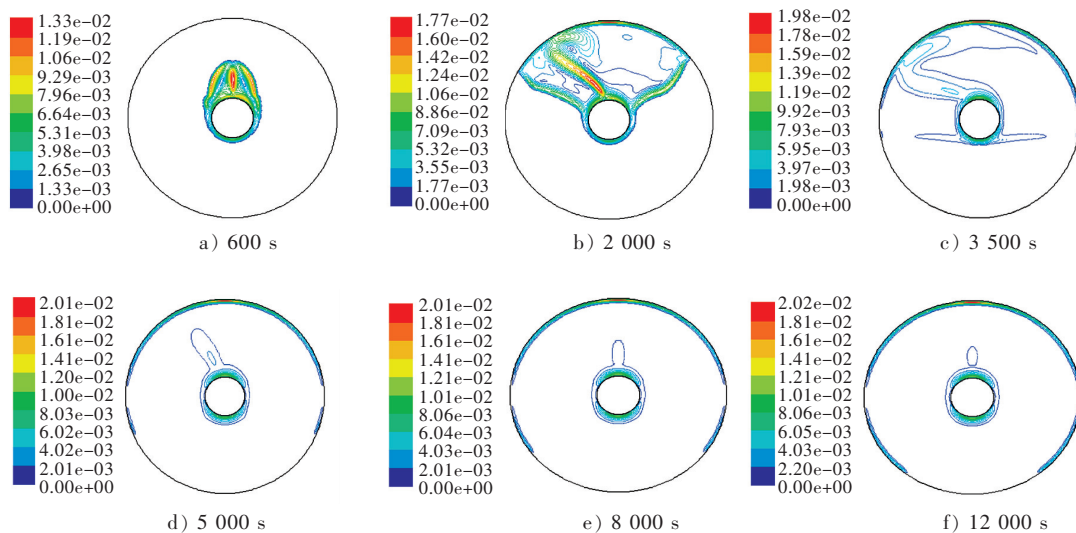 1.33e-02
1.19e-02
1.06e-02
9.29e-03
7.96e-03
6.64e-03
5.31e-03
3.98e-03
2.65e-03
1.33e-03
0.00e+00
a) 600 s
1.77e-02
1.60e-02
1.42e-02
1.24e-02
1.06e-02
8.86e-03
7.09e-03
5.32e-03
3.55e-03
1.77e-03
0.00e+00
b) 2 000 s
1.98e-02
1.78e-02
1.59e-02
1.39e-02
1.19e-02
9.92e-03
7.93e-03
5.95e-03
3.97e-03
1.98e-03
0.00e+00
c) 3 500 s
2.01e-02
1.81e-02
1.61e-02
1.41e-02
1.20e-02
1.00e-02
8.03e-03
6.02e-03
4.02e-03
2.01e-03
0.00e+00
d) 5 000 s
2.01e-02
1.81e-02
1.61e-02
1.41e-02
1.21e-02
1.01e-02
8.06e-03
6.04e-03
4.03e-03
2.01e-03
0.00e+00
e) 8 000 s
2.02e-02
1.81e-02
1.61e-02
1.41e-02
1.21e-02
1.01e-02
8.06e-03
6.05e-03
4.03e-03
2.20e-03
0.00e+00
f) 12 000 s